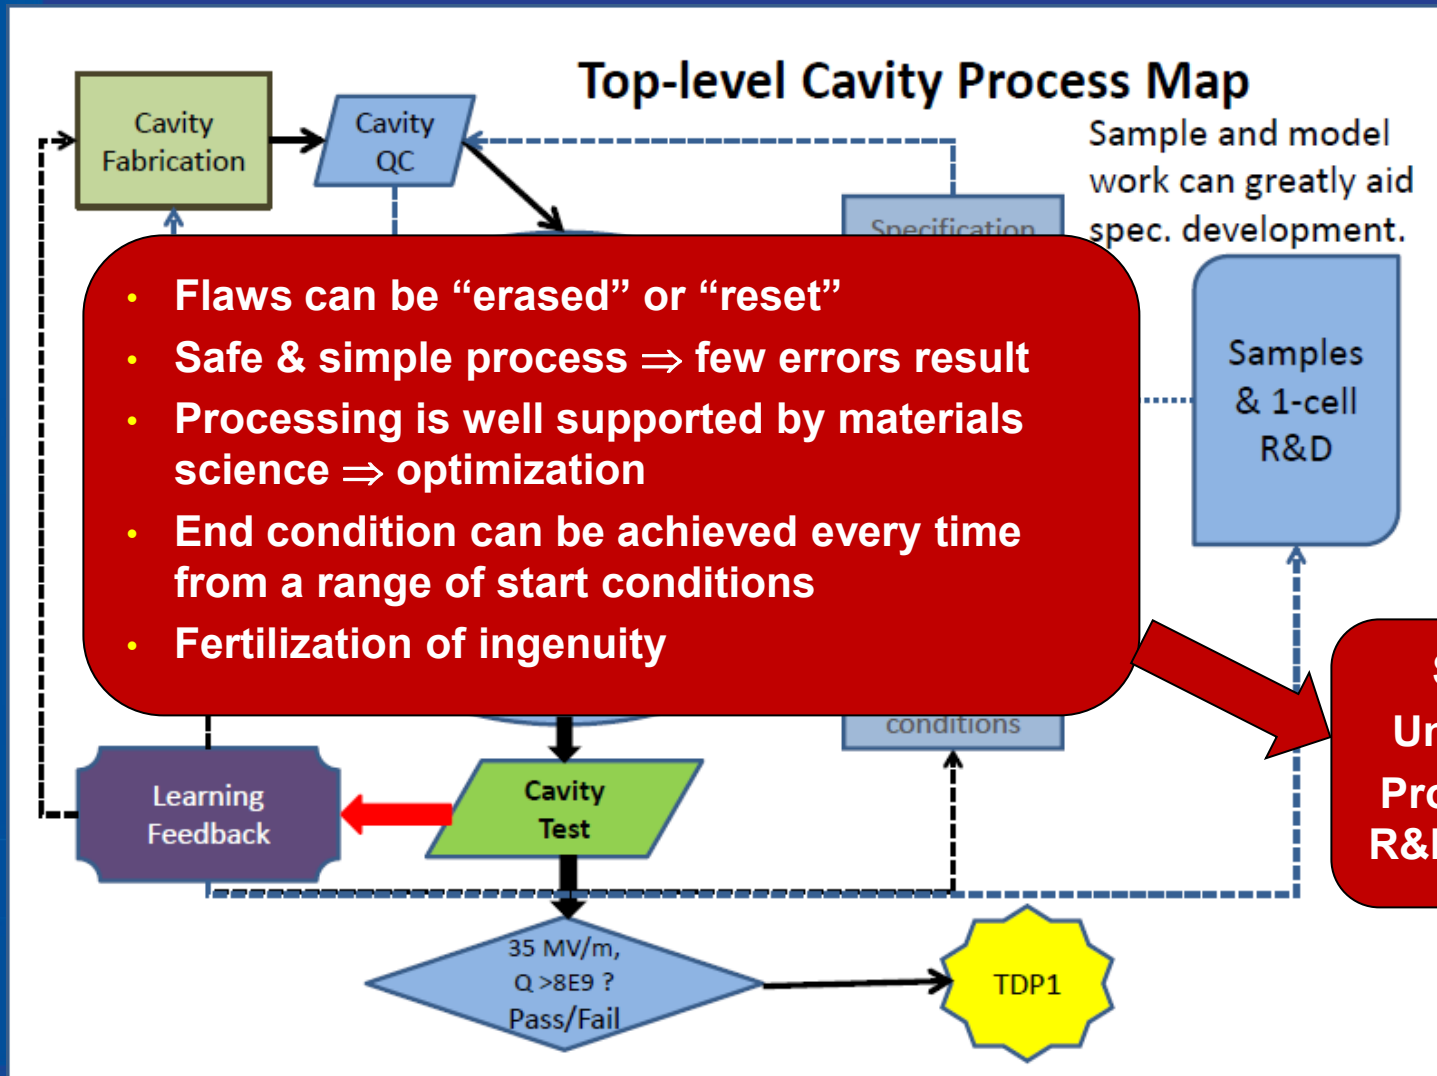 Top-level Cavity Process Map
Cavity
Fabrication
Cavity
QC
Sample and model
work can greatly aid
spec. development.
Specification
• Flaws can be “erased” or “reset”
• Safe & simple process ⇒ few errors result
• Processing is well supported by materials
science ⇒ optimization
• End condition can be achieved every time
from a range of start conditions
• Fertilization of ingenuity
Samples
& 1-cell
R&D
conditions
Learning
Feedback
Cavity
Test
35 MV/m,
Q >8E9 ?
Pass/Fail
TDP1